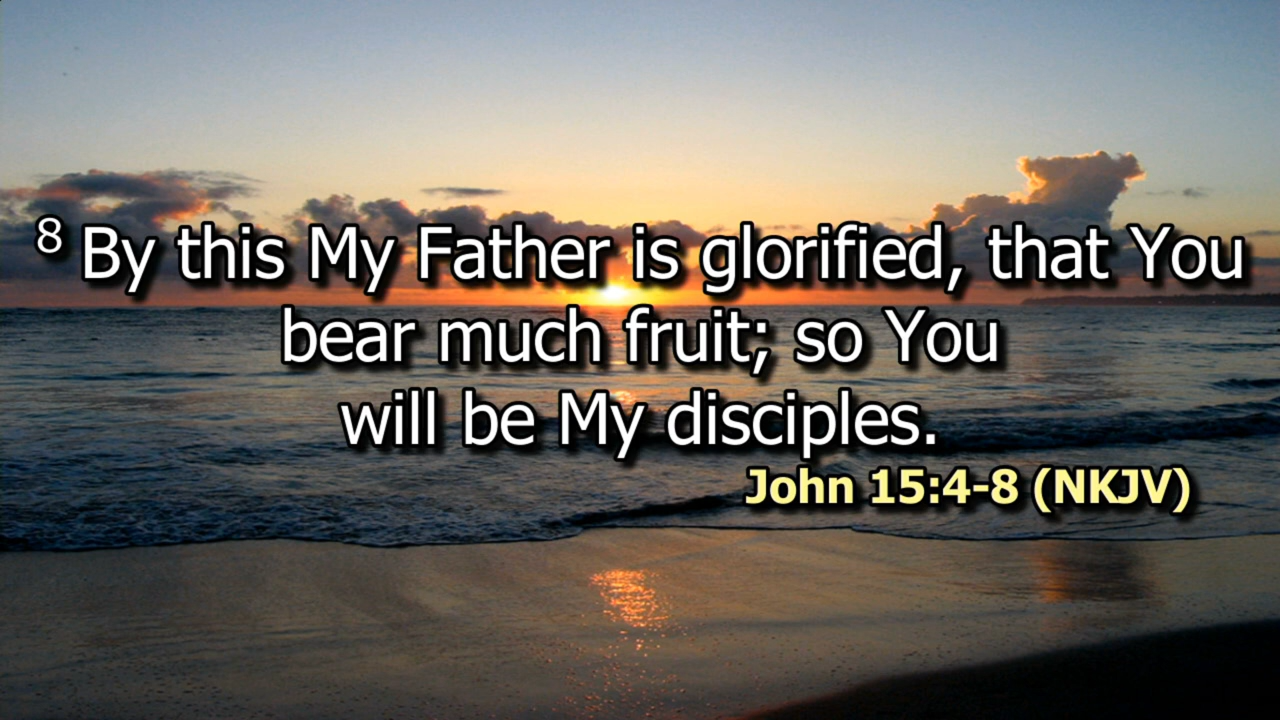 8 By this My Father is glorified, that You
bear much fruit; so You
will be My disciples.
John 15:4-8 (NKJV)